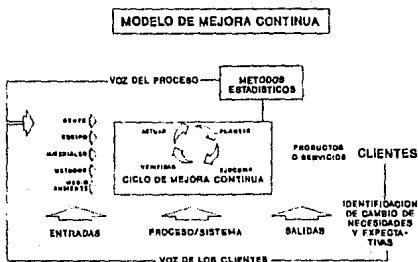 MODELO DE MEJORA CONTINUA
VOZ DEL PROCESO
METODOS
ESTADISTICOS
GENTE
EQUIPO
MATERIALES
METODOS
MEDIO
AMBIENTE
ACTUAR
PLANEAR
VERIFICAR
EJECUTAR
CICLO DE MEJORA CONTINUA
PRODUCTOS
O SERVICIOS
CLIENTES
ENTRADAS
PROCESO/SISTEMA
SALIDAS
IDENTIFICACION
DE CAMBIO DE
NECESIDADES
Y EXPECTA-
TIVAS
VOZ DE LOS CLIENTES